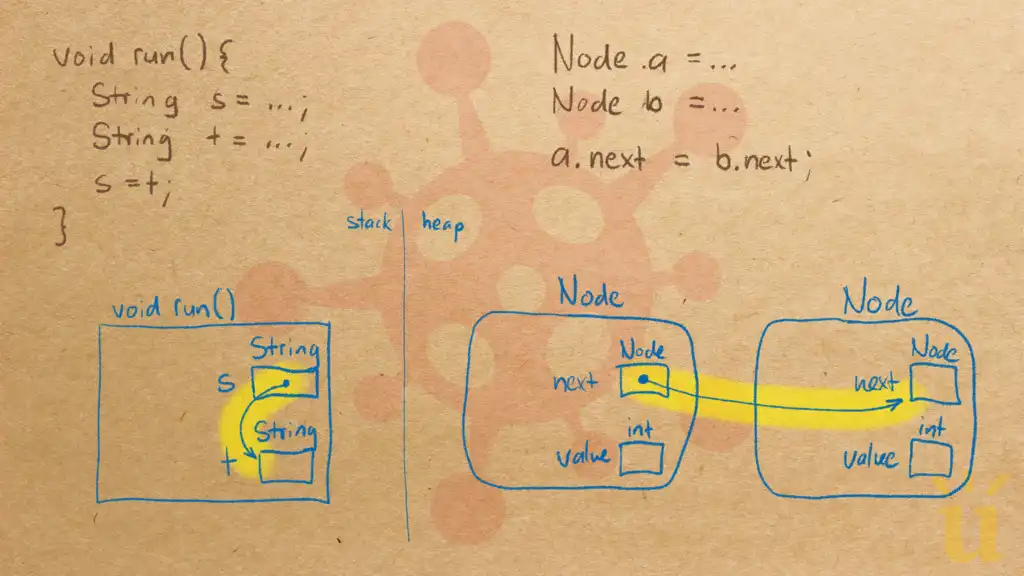 void run(){
String s = ...;
String t = ...;
s = t;
}
Node a = ...
Node b = ...
a.next = b.next;
stack heap
void run()
String
s
String
t
Node
Node
next
int
value
Node
Node
next
int
value
ú